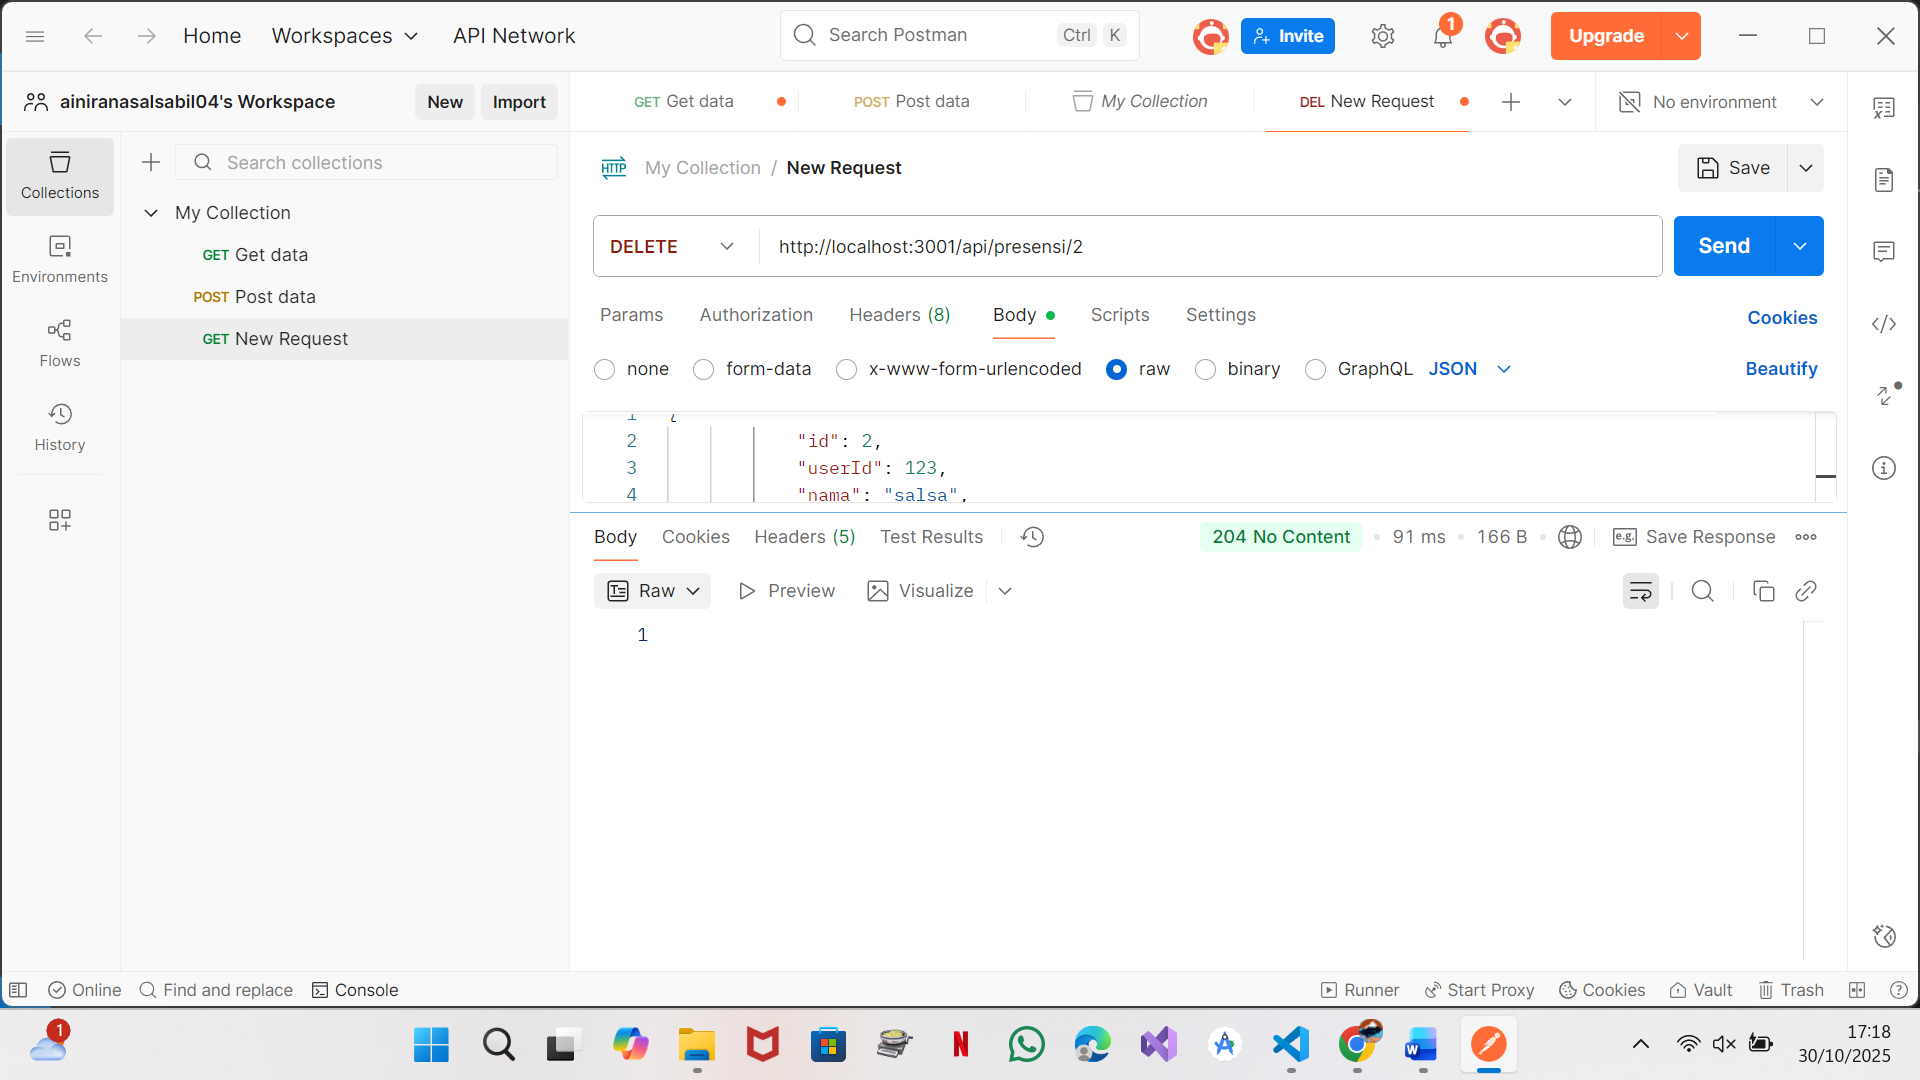 Home Workspaces API Network Search Postman Ctrl K Invite 1 Upgrade
ainiranasalsabil04's Workspace New Import GET Get data POST Post data My Collection DEL New Request No environment
Search collections
Collections
My Collection
GET Get data
POST Post data
GET New Request
Environments
Flows
History
HTTP My Collection / New Request Save
DELETE http://localhost:3001/api/presensi/2 Send
Params Authorization Headers (8) Body Scripts Settings Cookies
none form-data x-www-form-urlencoded raw binary GraphQL JSON Beautify
1 {
2 "id": 2,
3 "userId": 123,
4 "nama": "salsa",
Body Cookies Headers (5) Test Results 204 No Content 91 ms 166 B e.g. Save Response
Raw Preview Visualize
1
Online Find and replace Console Runner Start Proxy Cookies Vault Trash
1 17:18
30/10/2025